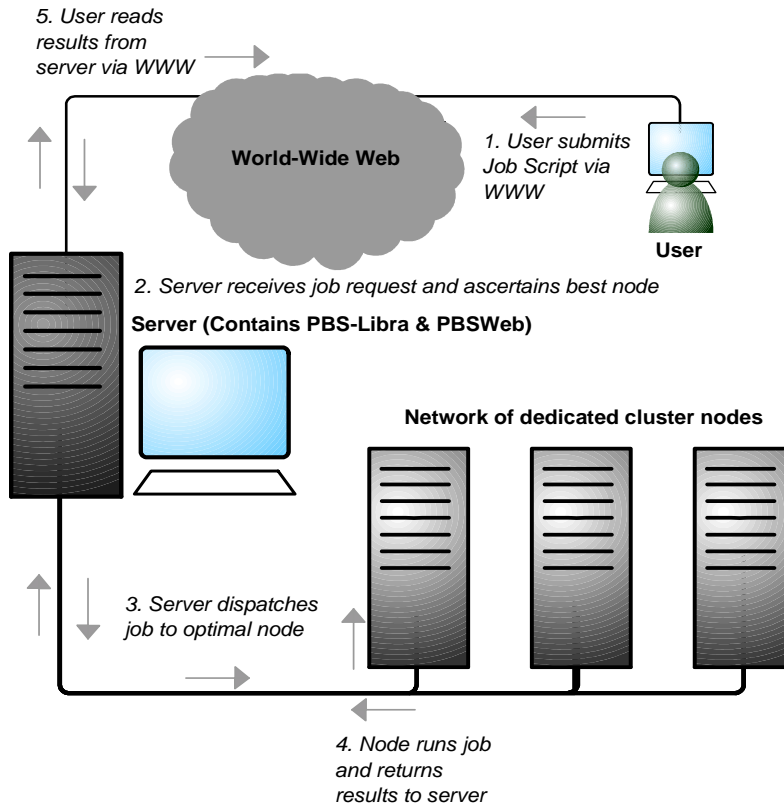 5. User reads
results from
server via WWW
World-Wide Web
1. User submits
Job Script via
WWW
User
2. Server receives job request and ascertains best node
Server (Contains PBS-Libra & PBSWeb)
Network of dedicated cluster nodes
3. Server dispatches
job to optimal node
4. Node runs job
and returns
results to server